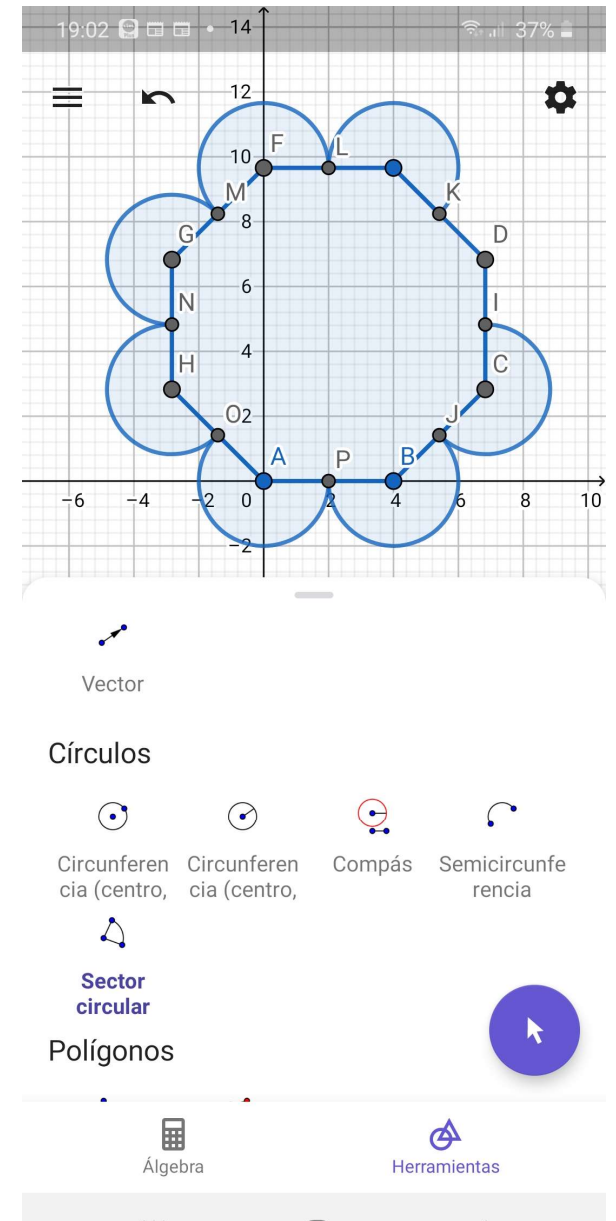 19:02 37%
14
12
10
8
6
4
2
-2
-6 -4 -2 0 2 4 6 8 10
F L
M K
G D
N I
H C
O J
A P B
Vector
Círculos
Circunferen Circunferen Compás Semicircunfe
cia (centro, cia (centro, rencia
Sector
circular
Polígonos
Álgebra Herramientas